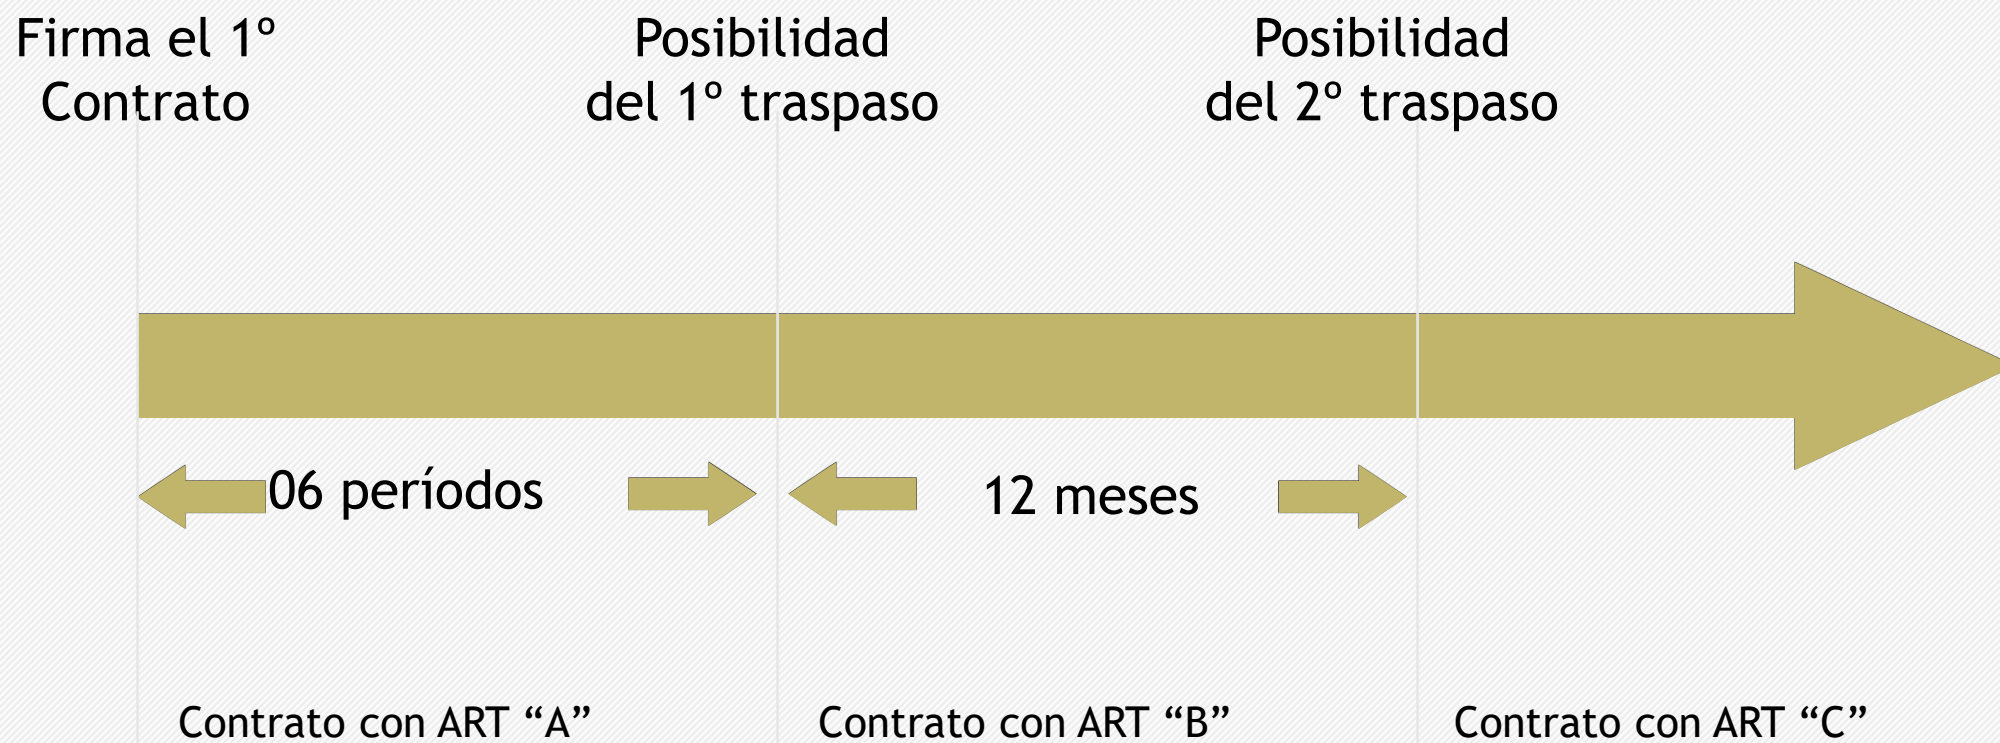 Firma el 1º
Contrato
Posibilidad
del 1º traspaso
Posibilidad
del 2º traspaso
06 períodos
12 meses
Contrato con ART “A”
Contrato con ART “B”
Contrato con ART “C”